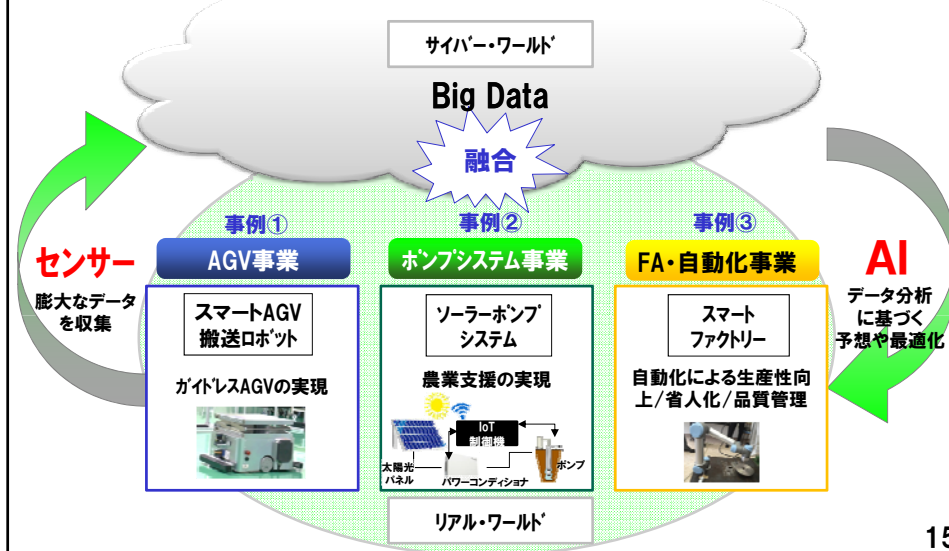 サイバー・ワールド
Big Data
融合
事例①
事例②
事例③
センサー
膨大なデータ
を収集
AGV事業
ポンプシステム事業
FA・自動化事業
AI
データ分析
に基づく
予想や最適化
スマートAGV
搬送ロボット
ガイドレスAGVの実現
ソーラーポンプ
システム
農業支援の実現
IoT
制御機
太陽光
パネル
パワーコンディショナ
ポンプ
スマート
ファクトリー
自動化による生産性向
上/省人化/品質管理
リアル・ワールド
15